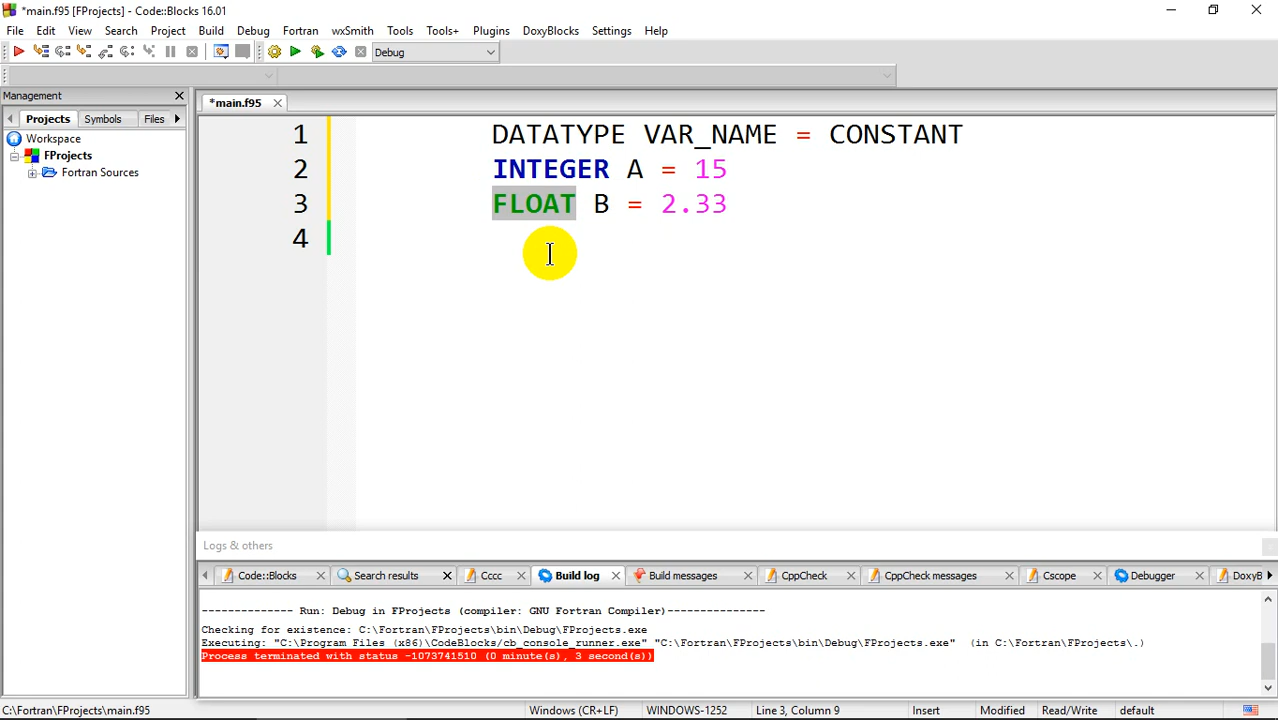 *main.f95 [FProjects] - Code::Blocks 16.01
File Edit View Search Project Build Debug Fortran wxSmith Tools Tools+ Plugins DoxyBlocks Settings Help
Debug
Management
Projects Symbols Files
Workspace
FProjects
Fortran Sources
*main.f95
1 DATATYPE VAR_NAME = CONSTANT
2 INTEGER A = 15
3 FLOAT B = 2.33
4
Logs & others
Code::Blocks Search results Cccc Build log Build messages CppCheck CppCheck messages Cscope Debugger DoxyB
-------------- Run: Debug in FProjects (compiler: GNU Fortran Compiler)---------------
Checking for existence: C:\Fortran\FProjects\bin\Debug\FProjects.exe
Executing: "C:\Program Files (x86)\CodeBlocks/cb_console_runner.exe" "C:\Fortran\FProjects\bin\Debug\FProjects.exe"  (in C:\Fortran\FProjects\.)
Process terminated with status -1073741510 (0 minute(s), 3 second(s))
C:\Fortran\FProjects\main.f95 Windows (CR+LF) WINDOWS-1252 Line 3, Column 9 Insert Modified Read/Write default